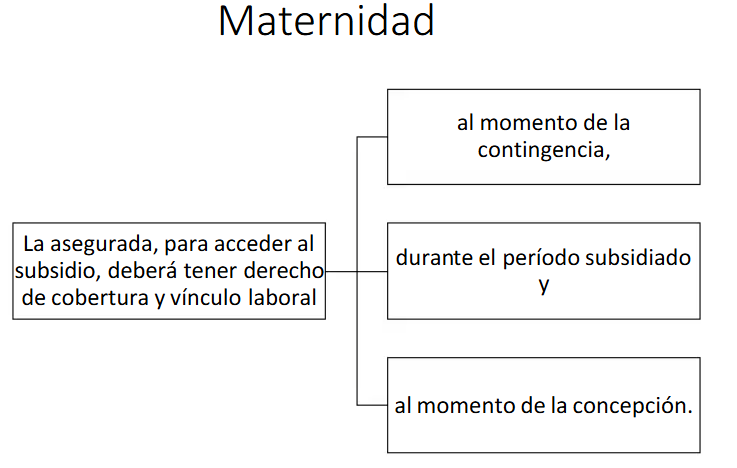 Maternidad
La asegurada, para acceder al
subsidio, deberá tener derecho
de cobertura y vínculo laboral
al momento de la
contingencia,
durante el período subsidiado
y
al momento de la concepción.